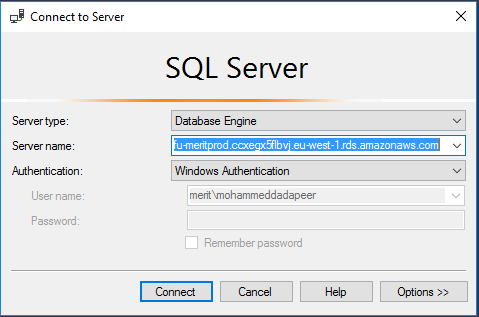 Connect to Server
SQL Server
Server type: Database Engine
Server name: fu-meritprod.ccxegx5flbvj.eu-west-1.rds.amazonaws.com
Authentication: Windows Authentication
User name: merit\mohammeddadapeer
Password:
Remember password
Connect Cancel Help Options >>